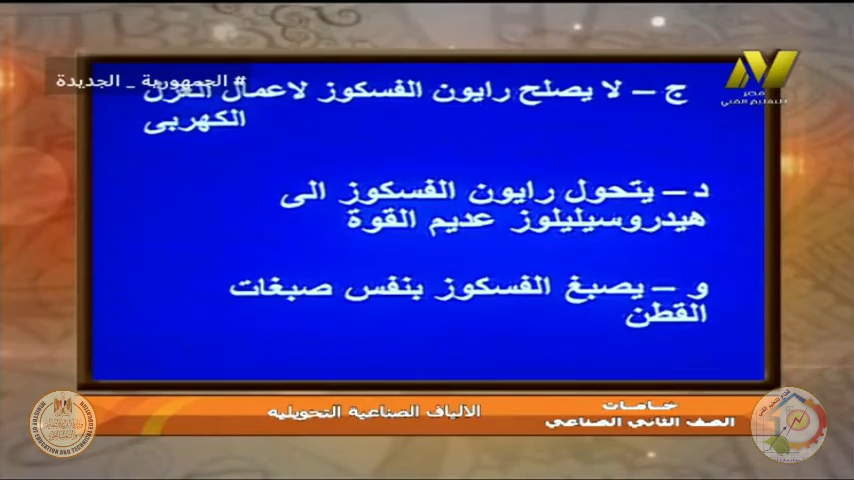 #الجمهورية _ الجديدة
مصر
للتعليم الفني
ج – لا يصلح رايون الفسكوز لاعمال العزل
الكهربى
د – يتحول رايون الفسكوز الى
هيدروسيليلوز عديم القوة
و – يصبغ الفسكوز بنفس صبغات
القطن
خامات
الصف الثاني الصناعي
الالياف الصناعية التحويليه